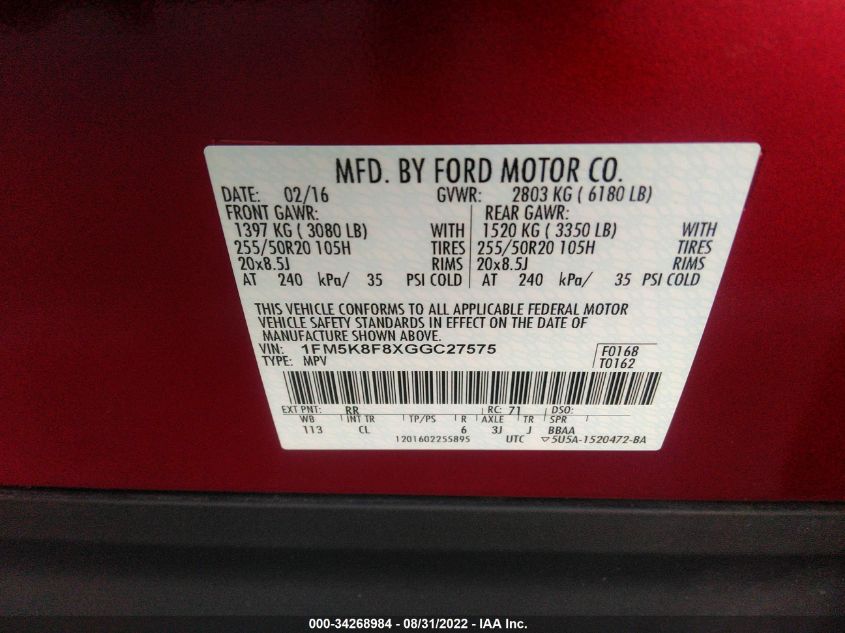 MFD. BY FORD MOTOR CO.
DATE: 02/16 GVWR: 2803 KG ( 6180 LB)
FRONT GAWR: REAR GAWR:
1397 KG ( 3080 LB) WITH 1520 KG ( 3350 LB) WITH
255/50R20 105H TIRES 255/50R20 105H TIRES
20x8.5J RIMS 20x8.5J RIMS
AT 240 kPa/ 35 PSI COLD AT 240 kPa/ 35 PSI COLD
THIS VEHICLE CONFORMS TO ALL APPLICABLE FEDERAL MOTOR
VEHICLE SAFETY STANDARDS IN EFFECT ON THE DATE OF
MANUFACTURE SHOWN ABOVE.
VIN: 1FM5K8F8XGGC27575 F0168
TYPE: MPV T0162
EXT PNT: RR RC: 71 DSO:
WB INT TR TP/PS R AXLE TR SPR
113 CL 6 3J J BBAA
1201602255895 UTC ▽5U5A-1520472-BA
000-34268984 - 08/31/2022 - IAA Inc.